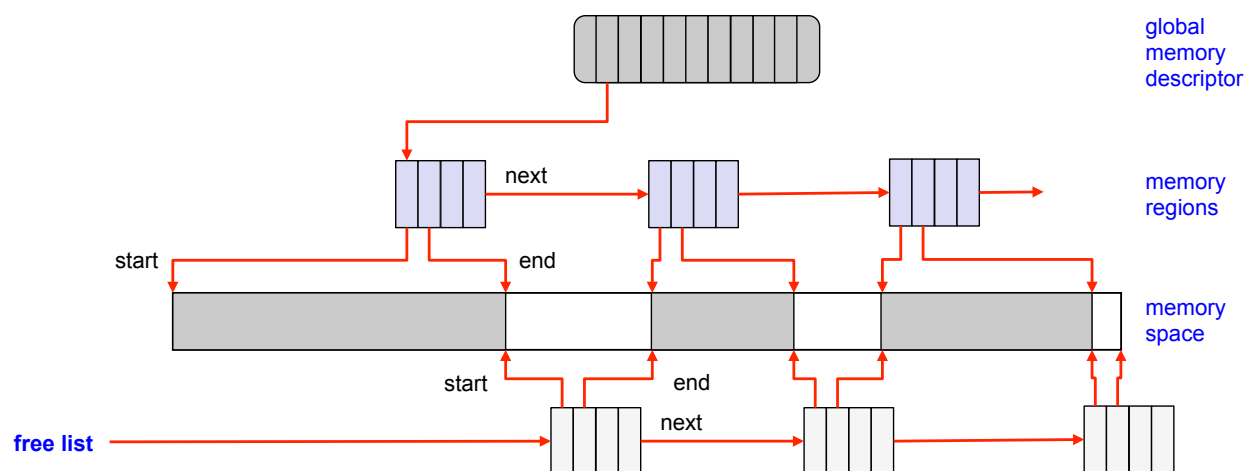 global
memory
descriptor
next
memory
regions
start
end
memory
space
start
end
next
free list